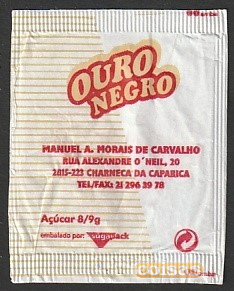 OURO
NEGRO
MANUEL A. MORAIS DE CARVALHO
RUA ALEXANDRE O´NEIL, 20
2815-223 CHARNECA DA CAPARICA
TEL/FAX: 21 296 39 78
Açúcar 8/9g
embalado por: sugarpack